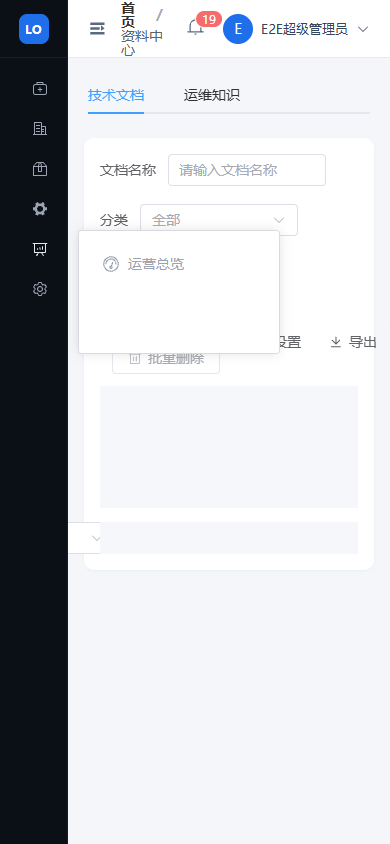 LO
首页 /
资料中心
19
E
E2E超级管理员
技术文档
运维知识
文档名称
请输入文档名称
分类
全部
运营总览
设置
导出
批量删除